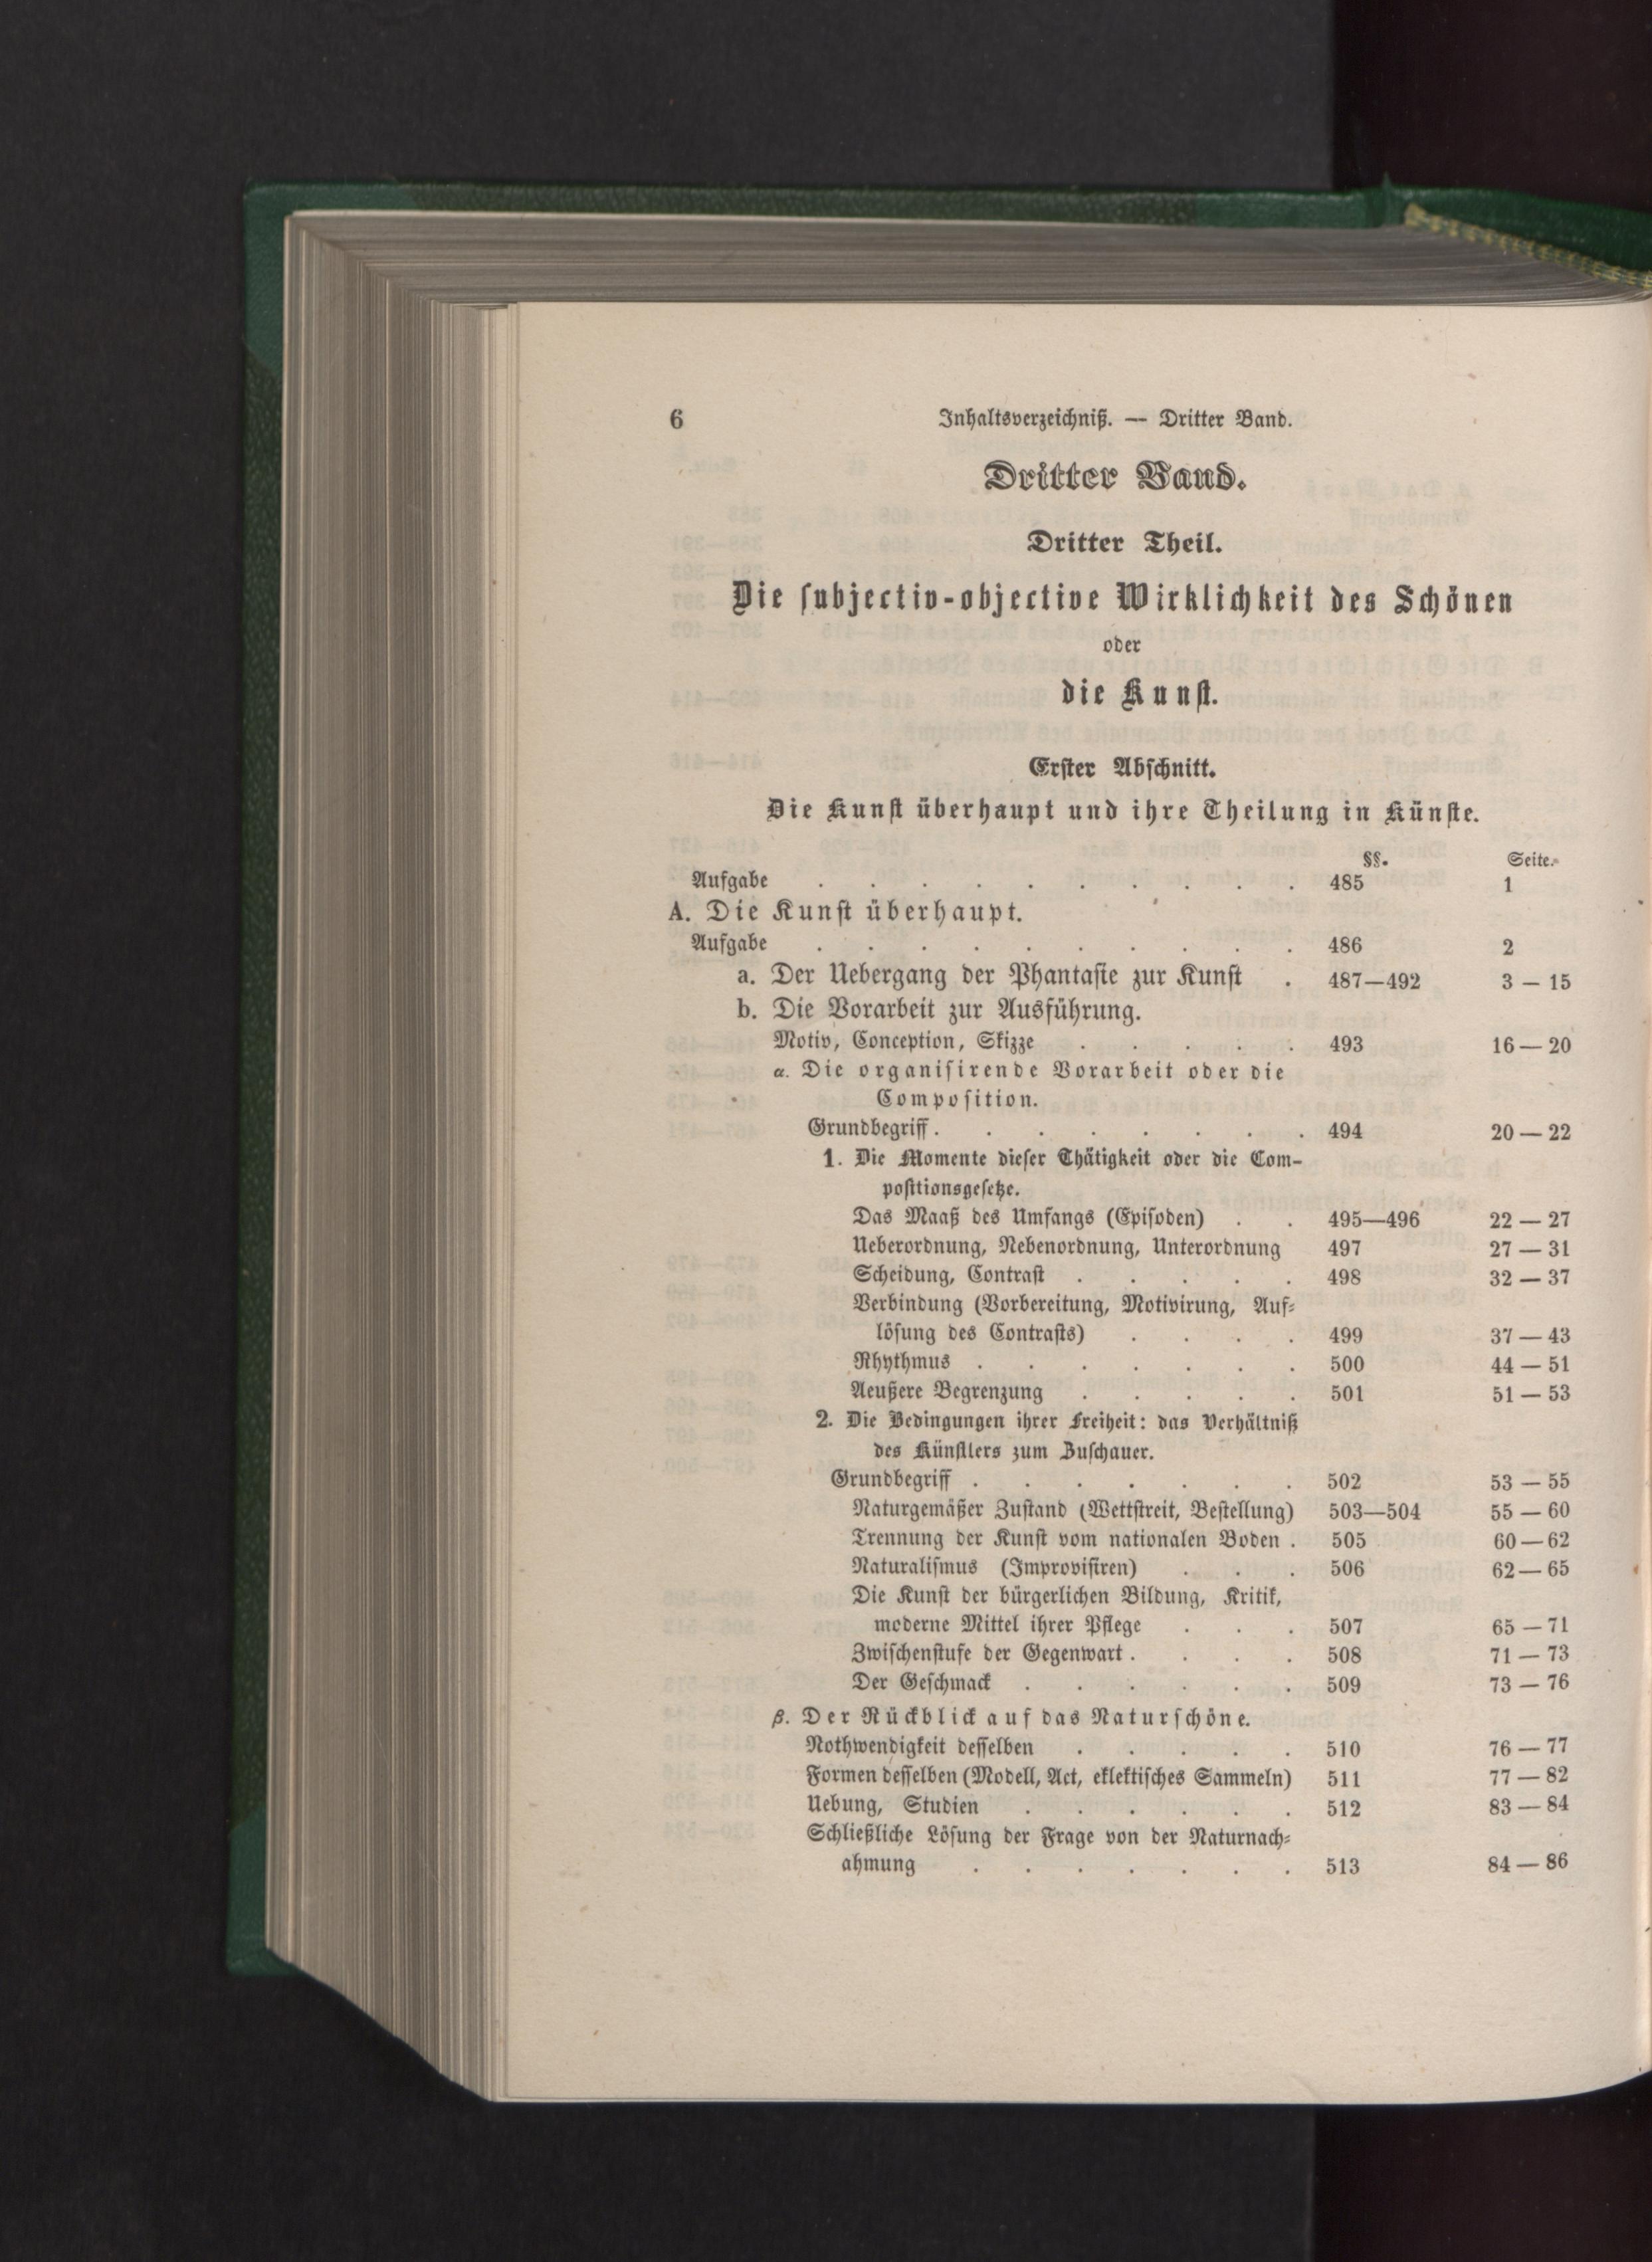 6 Inhaltsverzeichniß. — Dritter Band.
Dritter Band.
Dritter Theil.
Die subjectiv-objective Wirklichkeit des Schönen
oder
die Kunst.
Erster Abschnitt.
Die Kunst überhaupt und ihre Theilung in Künste.
§§. Seite.
Aufgabe . . . . . . . . . . 485 1
A. Die Kunst überhaupt.
Aufgabe . . . . . . . . . . 486 2
a. Der Uebergang der Phantasie zur Kunst . 487—492 3 — 15
b. Die Vorarbeit zur Ausführung.
Motiv, Conception, Skizze . . . . . 493 16 — 20
α. Die organisirende Vorarbeit oder die
Composition.
Grundbegriff . . . . . . . . 494 20 — 22
1. Die Momente dieser Thätigkeit oder die Com-
positionsgesetze.
Das Maaß des Umfangs (Episoden) . . 495—496 22 — 27
Ueberordnung, Nebenordnung, Unterordnung 497 27 — 31
Scheidung, Contrast . . . . . 498 32 — 37
Verbindung (Vorbereitung, Motivirung, Auf-
lösung des Contrasts) . . . . 499 37 — 43
Rhythmus . . . . . . . 500 44 — 51
Aeußere Begrenzung . . . . . 501 51 — 53
2. Die Bedingungen ihrer Freiheit: das Verhältniß
des Künstlers zum Zuschauer.
Grundbegriff . . . . . . . 502 53 — 55
Naturgemäßer Zustand (Wettstreit, Bestellung) 503—504 55 — 60
Trennung der Kunst vom nationalen Boden . 505 60 — 62
Naturalismus (Improvisiren) . . . 506 62 — 65
Die Kunst der bürgerlichen Bildung, Kritik,
moderne Mittel ihrer Pflege . . . 507 65 — 71
Zwischenstufe der Gegenwart . . . . 508 71 — 73
Der Geschmack . . . . . . 509 73 — 76
β. Der Rückblick auf das Naturschöne.
Nothwendigkeit desselben . . . . . 510 76 — 77
Formen desselben (Modell, Act, eklektisches Sammeln) 511 77 — 82
Uebung, Studien . . . . . . 512 83 — 84
Schließliche Lösung der Frage von der Naturnach-
ahmung . . . . . . . 513 84 — 86